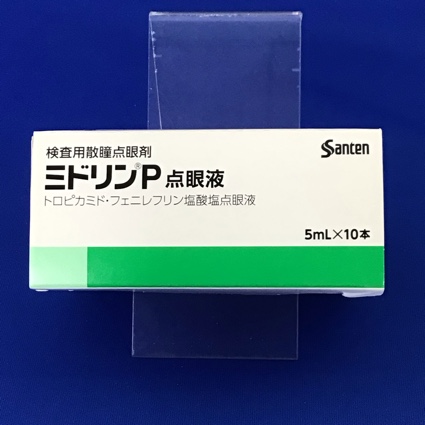 検査用散瞳点眼剤
Santen
ミドリン®P 点眼液
トロピカミド・フェニレフリン塩酸塩点眼液
5mL×10本